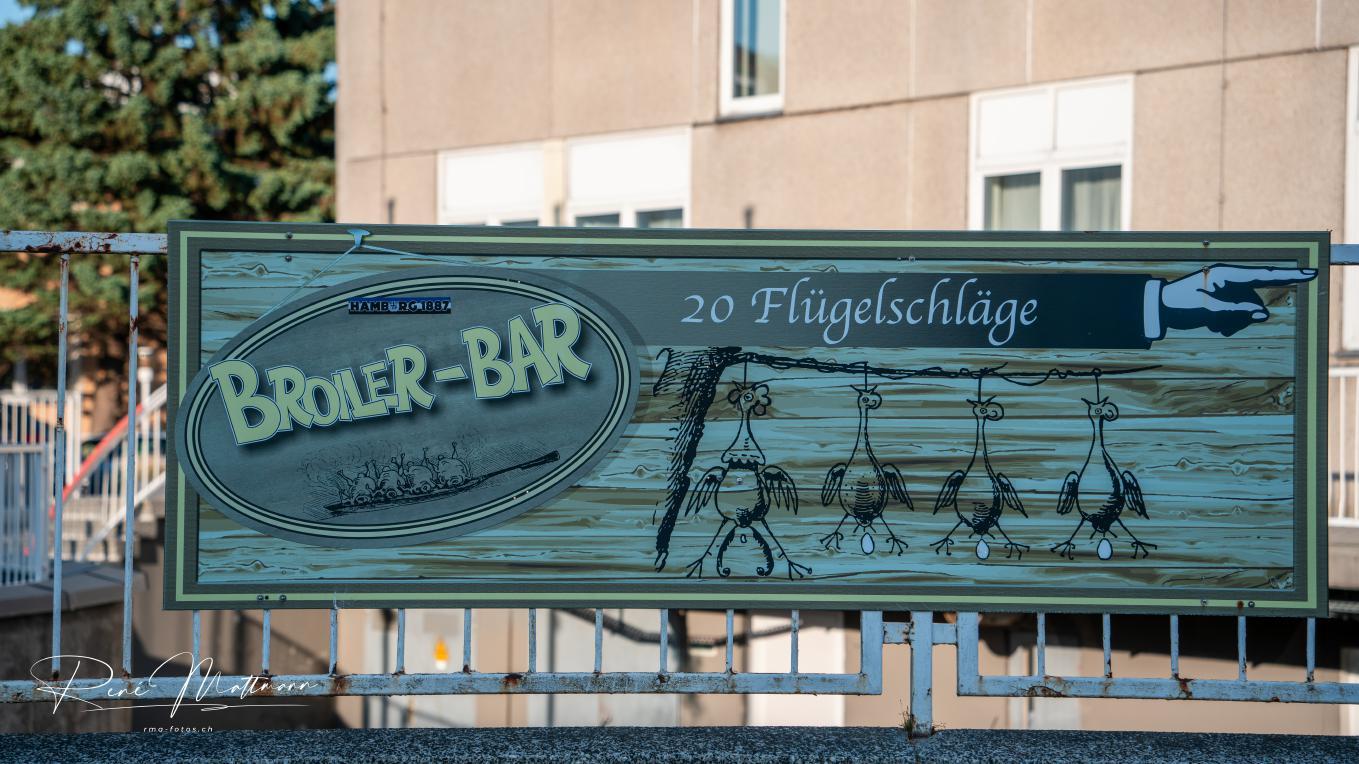 HAMBURG 1887
BROILER-BAR
20 Flügelschläge
René Mattmann
rma-fotos.ch